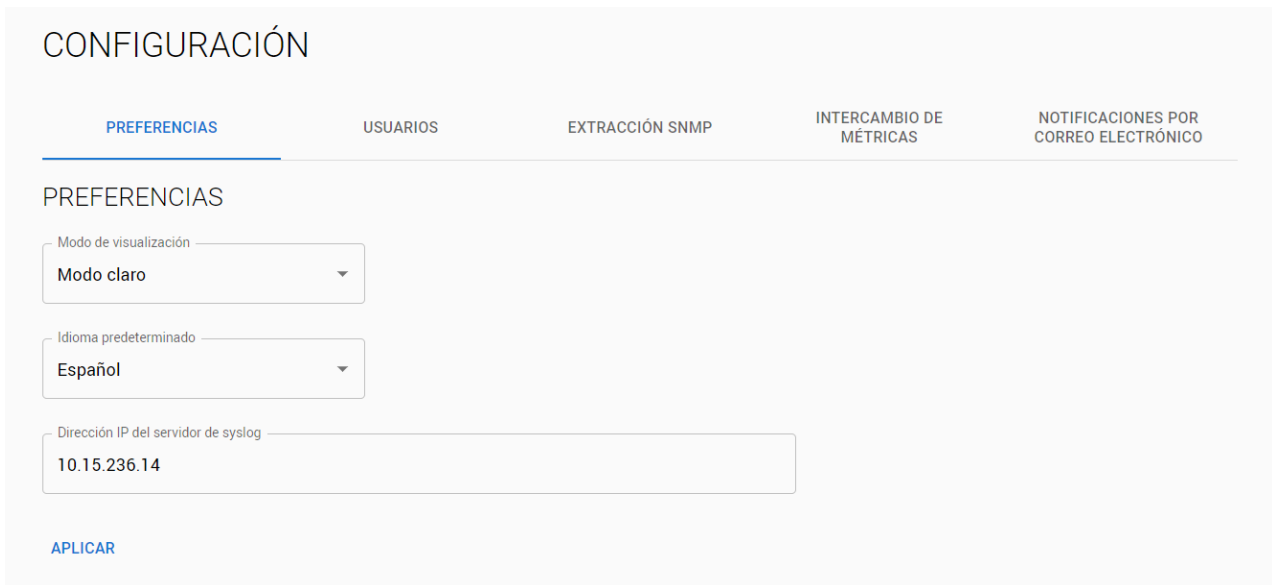 CONFIGURACIÓN
PREFERENCIAS
USUARIOS
EXTRACCIÓN SNMP
INTERCAMBIO DE
MÉTRICAS
NOTIFICACIONES POR
CORREO ELECTRÓNICO
PREFERENCIAS
Modo de visualización
Modo claro
Idioma predeterminado
Español
Dirección IP del servidor de syslog
10.15.236.14
APLICAR